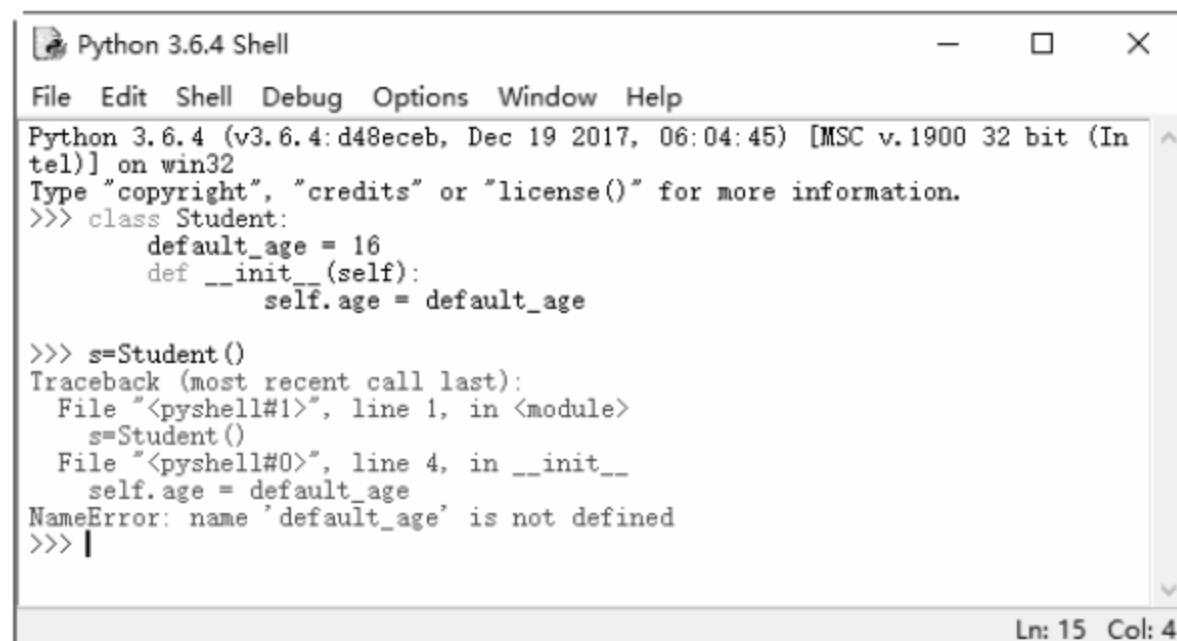 Python 3.6.4 Shell
File Edit Shell Debug Options Window Help
Python 3.6.4 (v3.6.4:d48eceb, Dec 19 2017, 06:04:45) [MSC v.1900 32 bit (In
tel)] on win32
Type "copyright", "credits" or "license()" for more information.
>>> class Student:
        default_age = 16
        def __init__(self):
                self.age = default_age

>>> s=Student()
Traceback (most recent call last):
  File "<pyshell#1>", line 1, in <module>
    s=Student()
  File "<pyshell#0>", line 4, in __init__
    self.age = default_age
NameError: name 'default_age' is not defined
>>>
Ln: 15 Col: 4